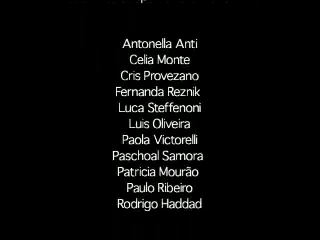 Antonella Anti
Celia Monte
Cris Provezano
Fernanda Reznik
Luca Steffenoni
Luis Oliveira
Paola Victorelli
Paschoal Samora
Patricia Mourão
Paulo Ribeiro
Rodrigo Haddad